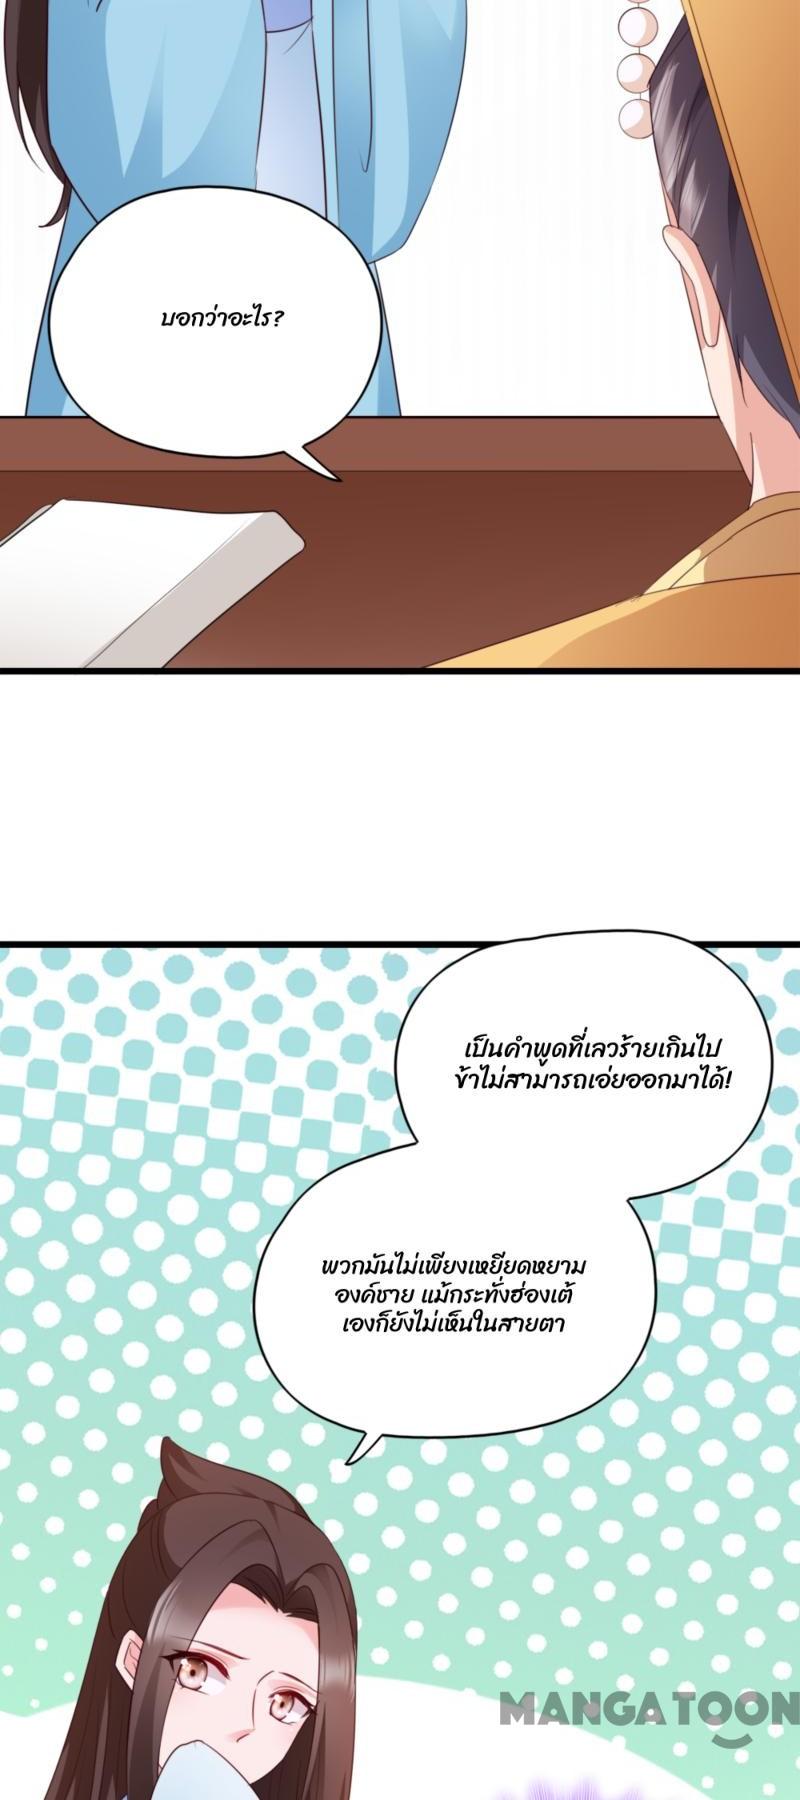 บอกว่าอะไร?
เป็นคำพูดที่เลวร้ายเกินไป
ข้าไม่สามารถเอ่ยออกมาได้!
พวกมันไม่เพียงเหยียดหยาม
องค์ชาย แม้กระทั่งฮ่องเต้
เองก็ยังไม่เห็นในสายตา
MANGATOON